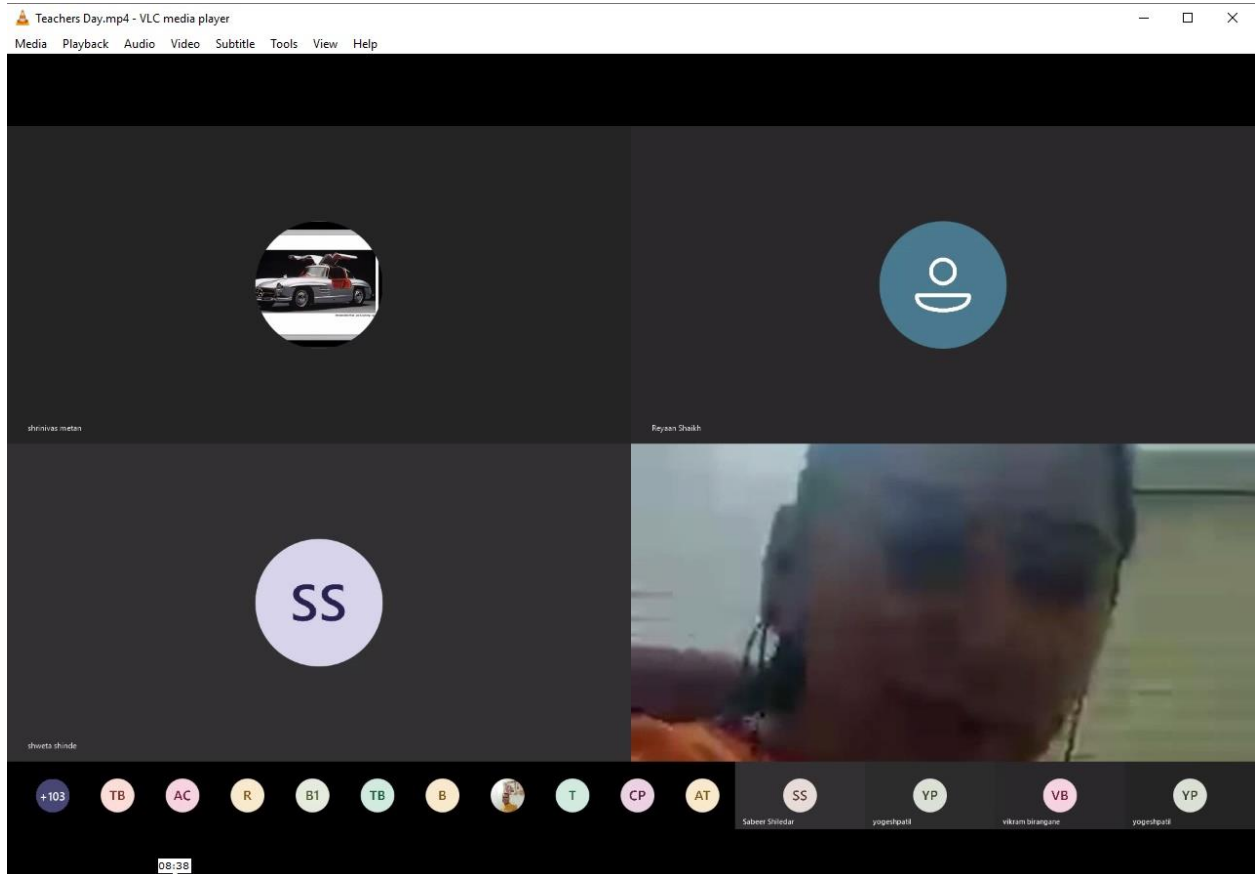 Teachers Day.mp4 - VLC media player
Media Playback Audio Video Subtitle Tools View Help
shrinivas metan
Reyaan Shaikh
SS
shweta shinde
+103 TB AC R B1 TB B T CP AT SS YP VB YP
Sabeer Shiledar yogeshpatil vikram birangane yogeshpatil
08:38